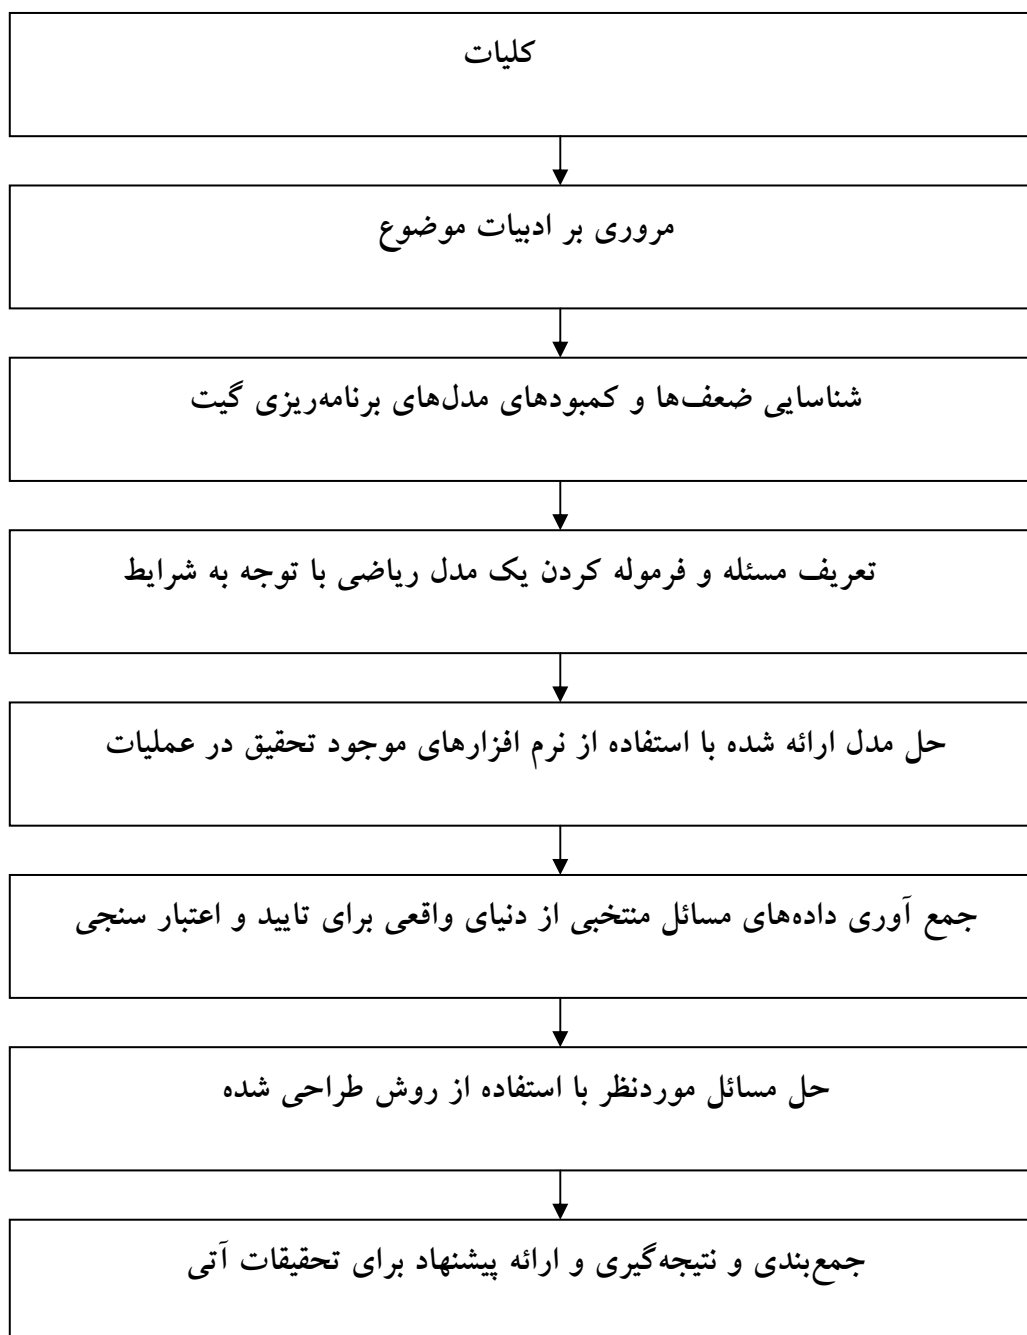 کلیات
مروری بر ادبیات موضوع
شناسایی ضعف‌ها و کمبودهای مدل‌های برنامه‌ریزی گیت
تعریف مسئله و فرموله کردن یک مدل ریاضی با توجه به شرایط
حل مدل ارائه شده با استفاده از نرم افزارهای موجود تحقیق در عملیات
جمع آوری داده‌های مسائل منتخبی از دنیای واقعی برای تایید و اعتبار سنجی
حل مسائل موردنظر با استفاده از روش طراحی شده
جمع‌بندی و نتیجه‌گیری و ارائه پیشنهاد برای تحقیقات آتی